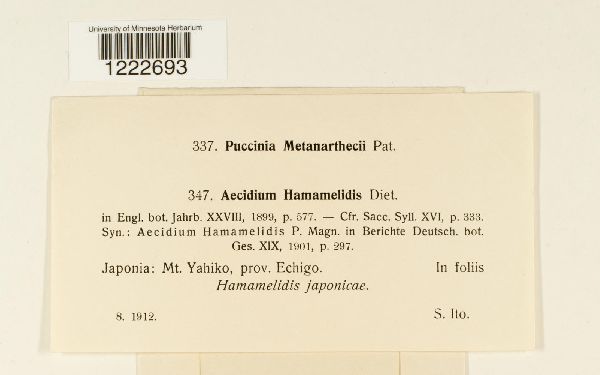 University of Minnesota Herbarium
1222693
337. Puccinia Metanarthecii Pat.
347. Aecidium Hamamelidis Diet.
in Engl. bot. Jahrb. XXVIII, 1899, p. 577. — Cfr. Sacc. Syll. XVI, p. 333.
Syn.: Aecidium Hamamelidis P. Magn. in Berichte Deutsch. bot.
Ges. XIX, 1901, p. 297.
Japonia: Mt. Yahiko, prov. Echigo. In foliis
Hamamelidis japonicae.
8. 1912. S. Ito.